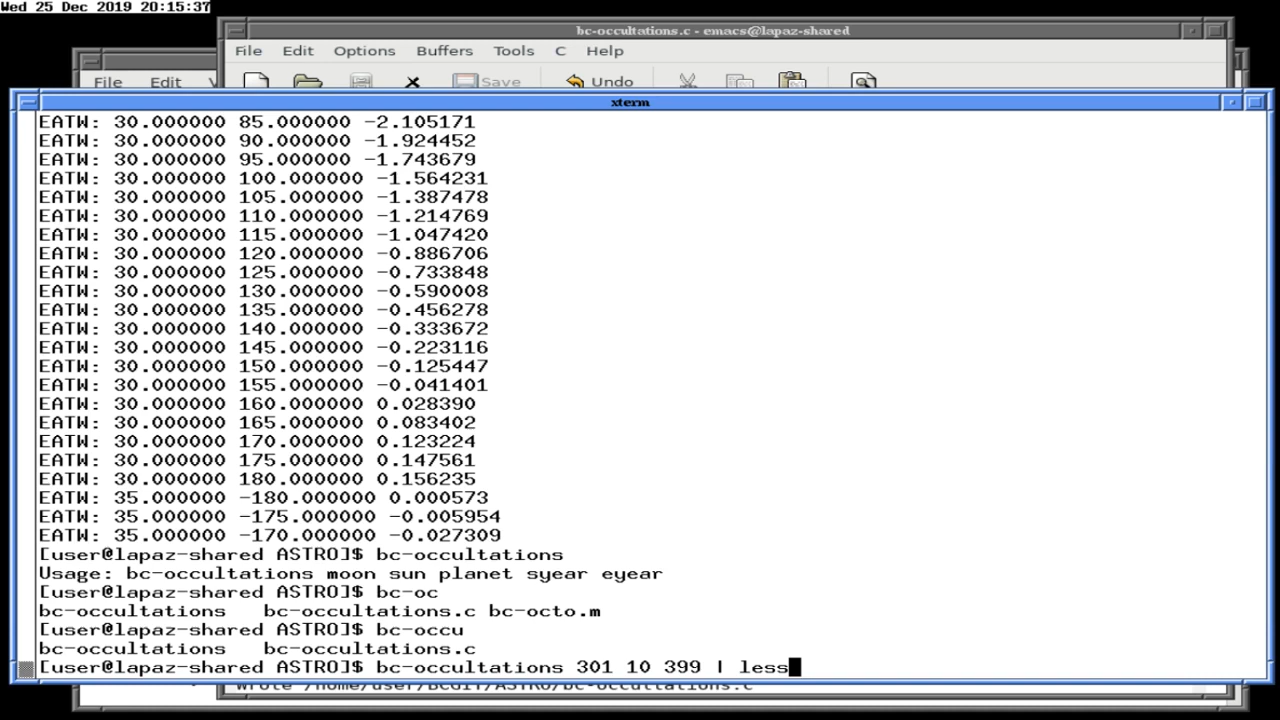 Wed 25 Dec 2019 20:15:37
bc-occultations.c - emacs@lapaz-shared
File Edit Options Buffers Tools C Help
File Edit
Save Undo
xterm
EATW: 30.000000 85.000000 -2.105171
EATW: 30.000000 90.000000 -1.924452
EATW: 30.000000 95.000000 -1.743679
EATW: 30.000000 100.000000 -1.564231
EATW: 30.000000 105.000000 -1.387478
EATW: 30.000000 110.000000 -1.214769
EATW: 30.000000 115.000000 -1.047420
EATW: 30.000000 120.000000 -0.886706
EATW: 30.000000 125.000000 -0.733848
EATW: 30.000000 130.000000 -0.590008
EATW: 30.000000 135.000000 -0.456278
EATW: 30.000000 140.000000 -0.333672
EATW: 30.000000 145.000000 -0.223116
EATW: 30.000000 150.000000 -0.125447
EATW: 30.000000 155.000000 -0.041401
EATW: 30.000000 160.000000 0.028390
EATW: 30.000000 165.000000 0.083402
EATW: 30.000000 170.000000 0.123224
EATW: 30.000000 175.000000 0.147561
EATW: 30.000000 180.000000 0.156235
EATW: 35.000000 -180.000000 0.000573
EATW: 35.000000 -175.000000 -0.005954
EATW: 35.000000 -170.000000 -0.027309
[user@lapaz-shared ASTRO]$ bc-occultations
Usage: bc-occultations moon sun planet syear eyear
[user@lapaz-shared ASTRO]$ bc-oc
bc-occultations bc-occultations.c bc-octo.m
[user@lapaz-shared ASTRO]$ bc-occu
bc-occultations bc-occultations.c
[user@lapaz-shared ASTRO]$ bc-occultations 301 10 399 | less
Wrote /home/user/BCGIT/ASTRO/bc-occultations.c